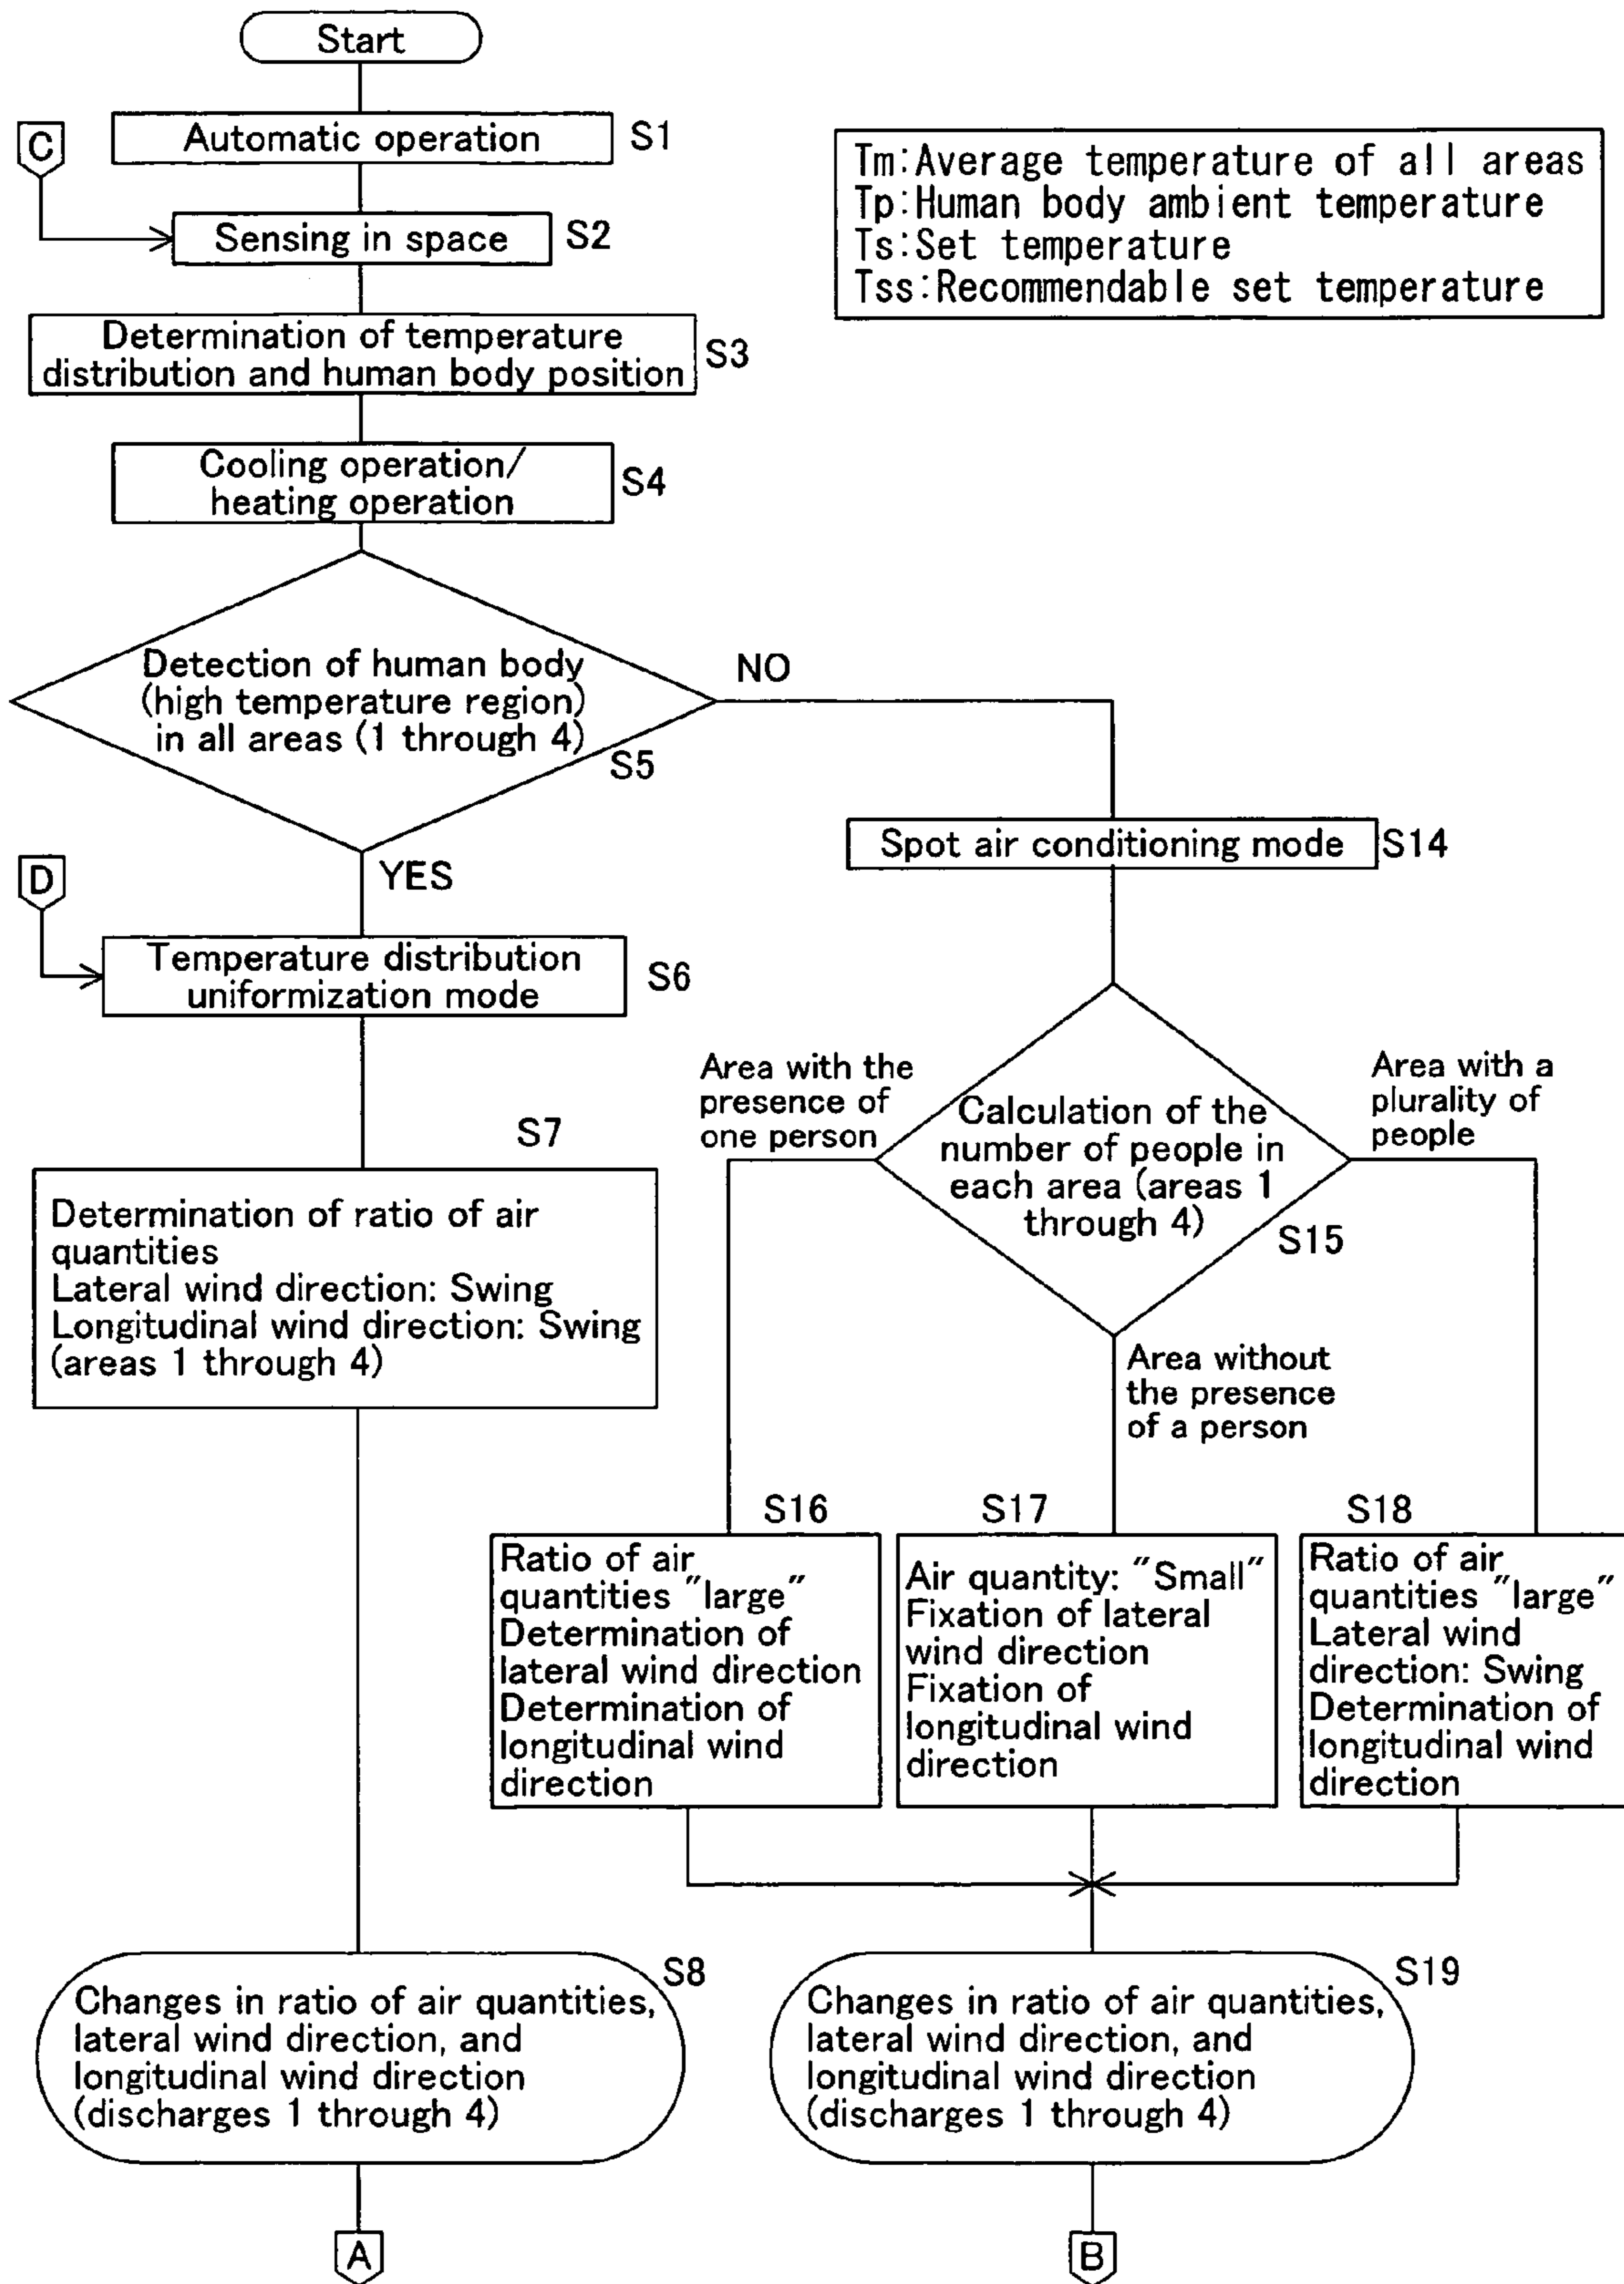 Start
Automatic operation
S1
C
Sensing in space
S2
Tm:Average temperature of all areas
Tp:Human body ambient temperature
Ts:Set temperature
Tss:Recommendable set temperature
Determination of temperature
distribution and human body position
S3
Cooling operation/
heating operation
S4
Detection of human body
(high temperature region)
in all areas (1 through 4)
S5
NO
YES
Spot air conditioning mode
S14
D
Temperature distribution
uniformization mode
S6
S7
Determination of ratio of air
quantities
Lateral wind direction: Swing
Longitudinal wind direction: Swing
(areas 1 through 4)
Area with the
presence of
one person
Calculation of the
number of people in
each area (areas 1
through 4)
S15
Area with a
plurality of
people
Area without
the presence
of a person
S16
Ratio of air
quantities "large"
Determination of
lateral wind direction
Determination of
longitudinal wind
direction
S17
Air quantity: "Small"
Fixation of lateral
wind direction
Fixation of
longitudinal wind
direction
S18
Ratio of air
quantities "large"
Lateral wind
direction: Swing
Determination of
longitudinal wind
direction
S8
Changes in ratio of air quantities,
lateral wind direction, and
longitudinal wind direction
(discharges 1 through 4)
S19
Changes in ratio of air quantities,
lateral wind direction, and
longitudinal wind direction
(discharges 1 through 4)
A
B